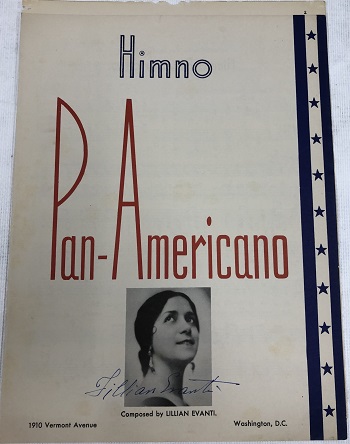 Himno
Pan-Americano
Lillian Evanti
Composed by LILLIAN EVANTI.
1910 Vermont Avenue Washington, D.C.